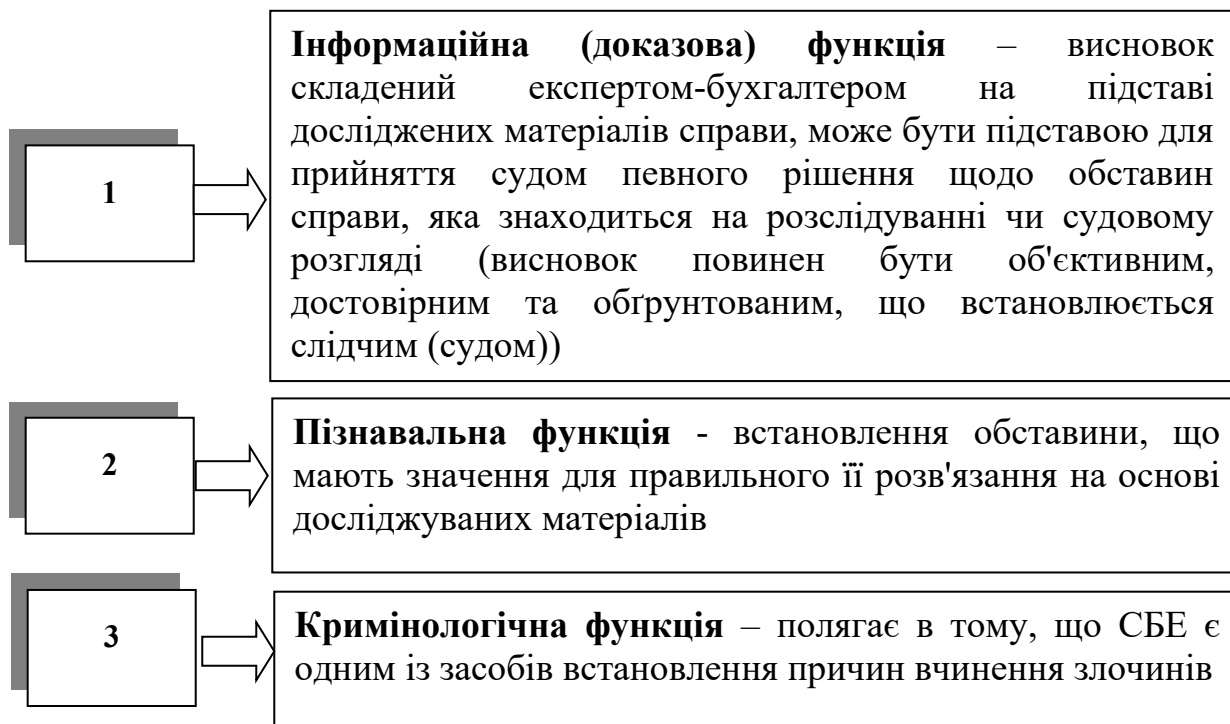 1
Інформаційна (доказова) функція – висновок
складений експертом-бухгалтером на підставі
досліджених матеріалів справи, може бути підставою для
прийняття судом певного рішення щодо обставин
справи, яка знаходиться на розслідуванні чи судовому
розгляді (висновок повинен бути об'єктивним,
достовірним та обґрунтованим, що встановлюється
слідчим (судом))
2
Пізнавальна функція - встановлення обставини, що
мають значення для правильного її розв'язання на основі
досліджуваних матеріалів
3
Кримінологічна функція – полягає в тому, що СБЕ є
одним із засобів встановлення причин вчинення злочинів